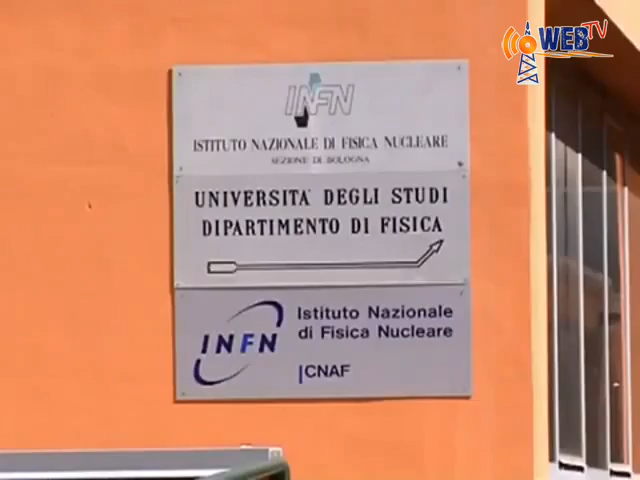 WEB TV
INFN
ISTITUTO NAZIONALE DI FISICA NUCLEARE
SEZIONE DI BOLOGNA
UNIVERSITA' DEGLI STUDI
DIPARTIMENTO DI FISICA
INFN
Istituto Nazionale
di Fisica Nucleare
CNAF